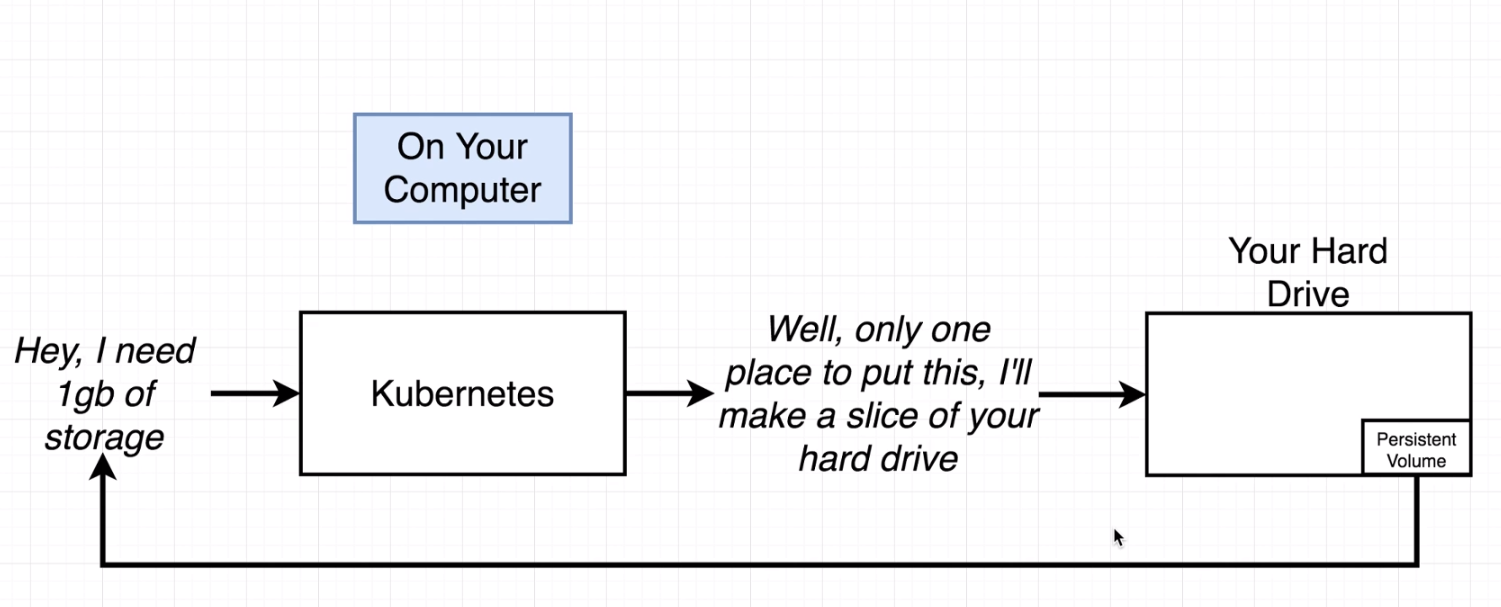 On Your
Computer
Your Hard
Drive
Hey, I need
1gb of
storage
Kubernetes
Well, only one
place to put this, I'll
make a slice of your
hard drive
Persistent
Volume